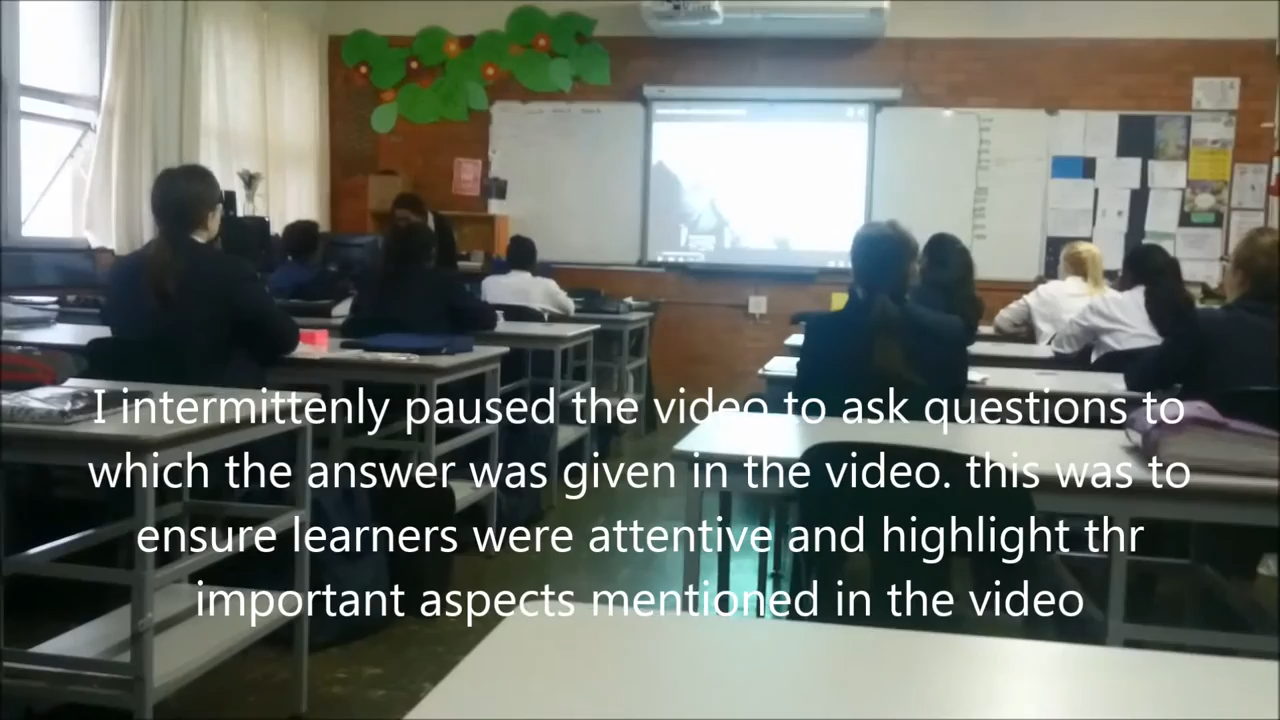 I intermittenly paused the video to ask questions to
which the answer was given in the video. this was to
ensure learners were attentive and highlight thr
important aspects mentioned in the video